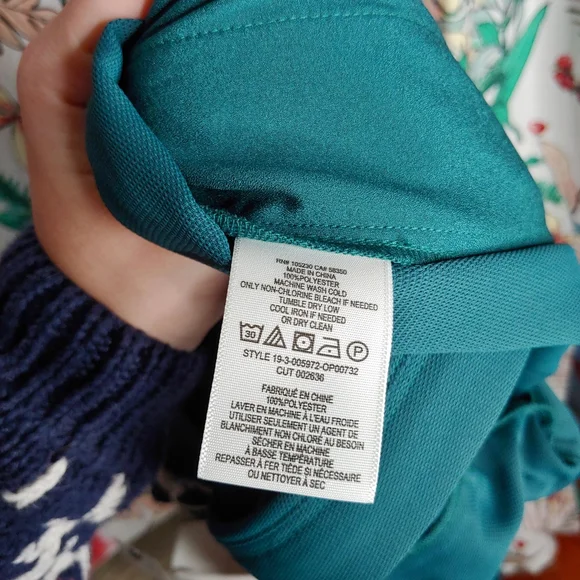 RN# 105230 CA# 56350
MADE IN CHINA
100%POLYESTER
MACHINE WASH COLD
ONLY NON-CHLORINE BLEACH IF NEEDED
TUMBLE DRY LOW
COOL IRON IF NEEDED
OR DRY CLEAN
30 P
STYLE 19-3-005972-OP00732
CUT 002636
FABRIQUÉ EN CHINE
100%POLYESTER
LAVER EN MACHINE À L'EAU FROIDE
UTILISER SEULEMENT UN AGENT DE
BLANCHIMENT NON CHLORÉ AU BESOIN
SÉCHER EN MACHINE
À BASSE TEMPÉRATURE
REPASSER À FER TIÈDE SI NÉCESSAIRE
OU NETTOYER À SEC